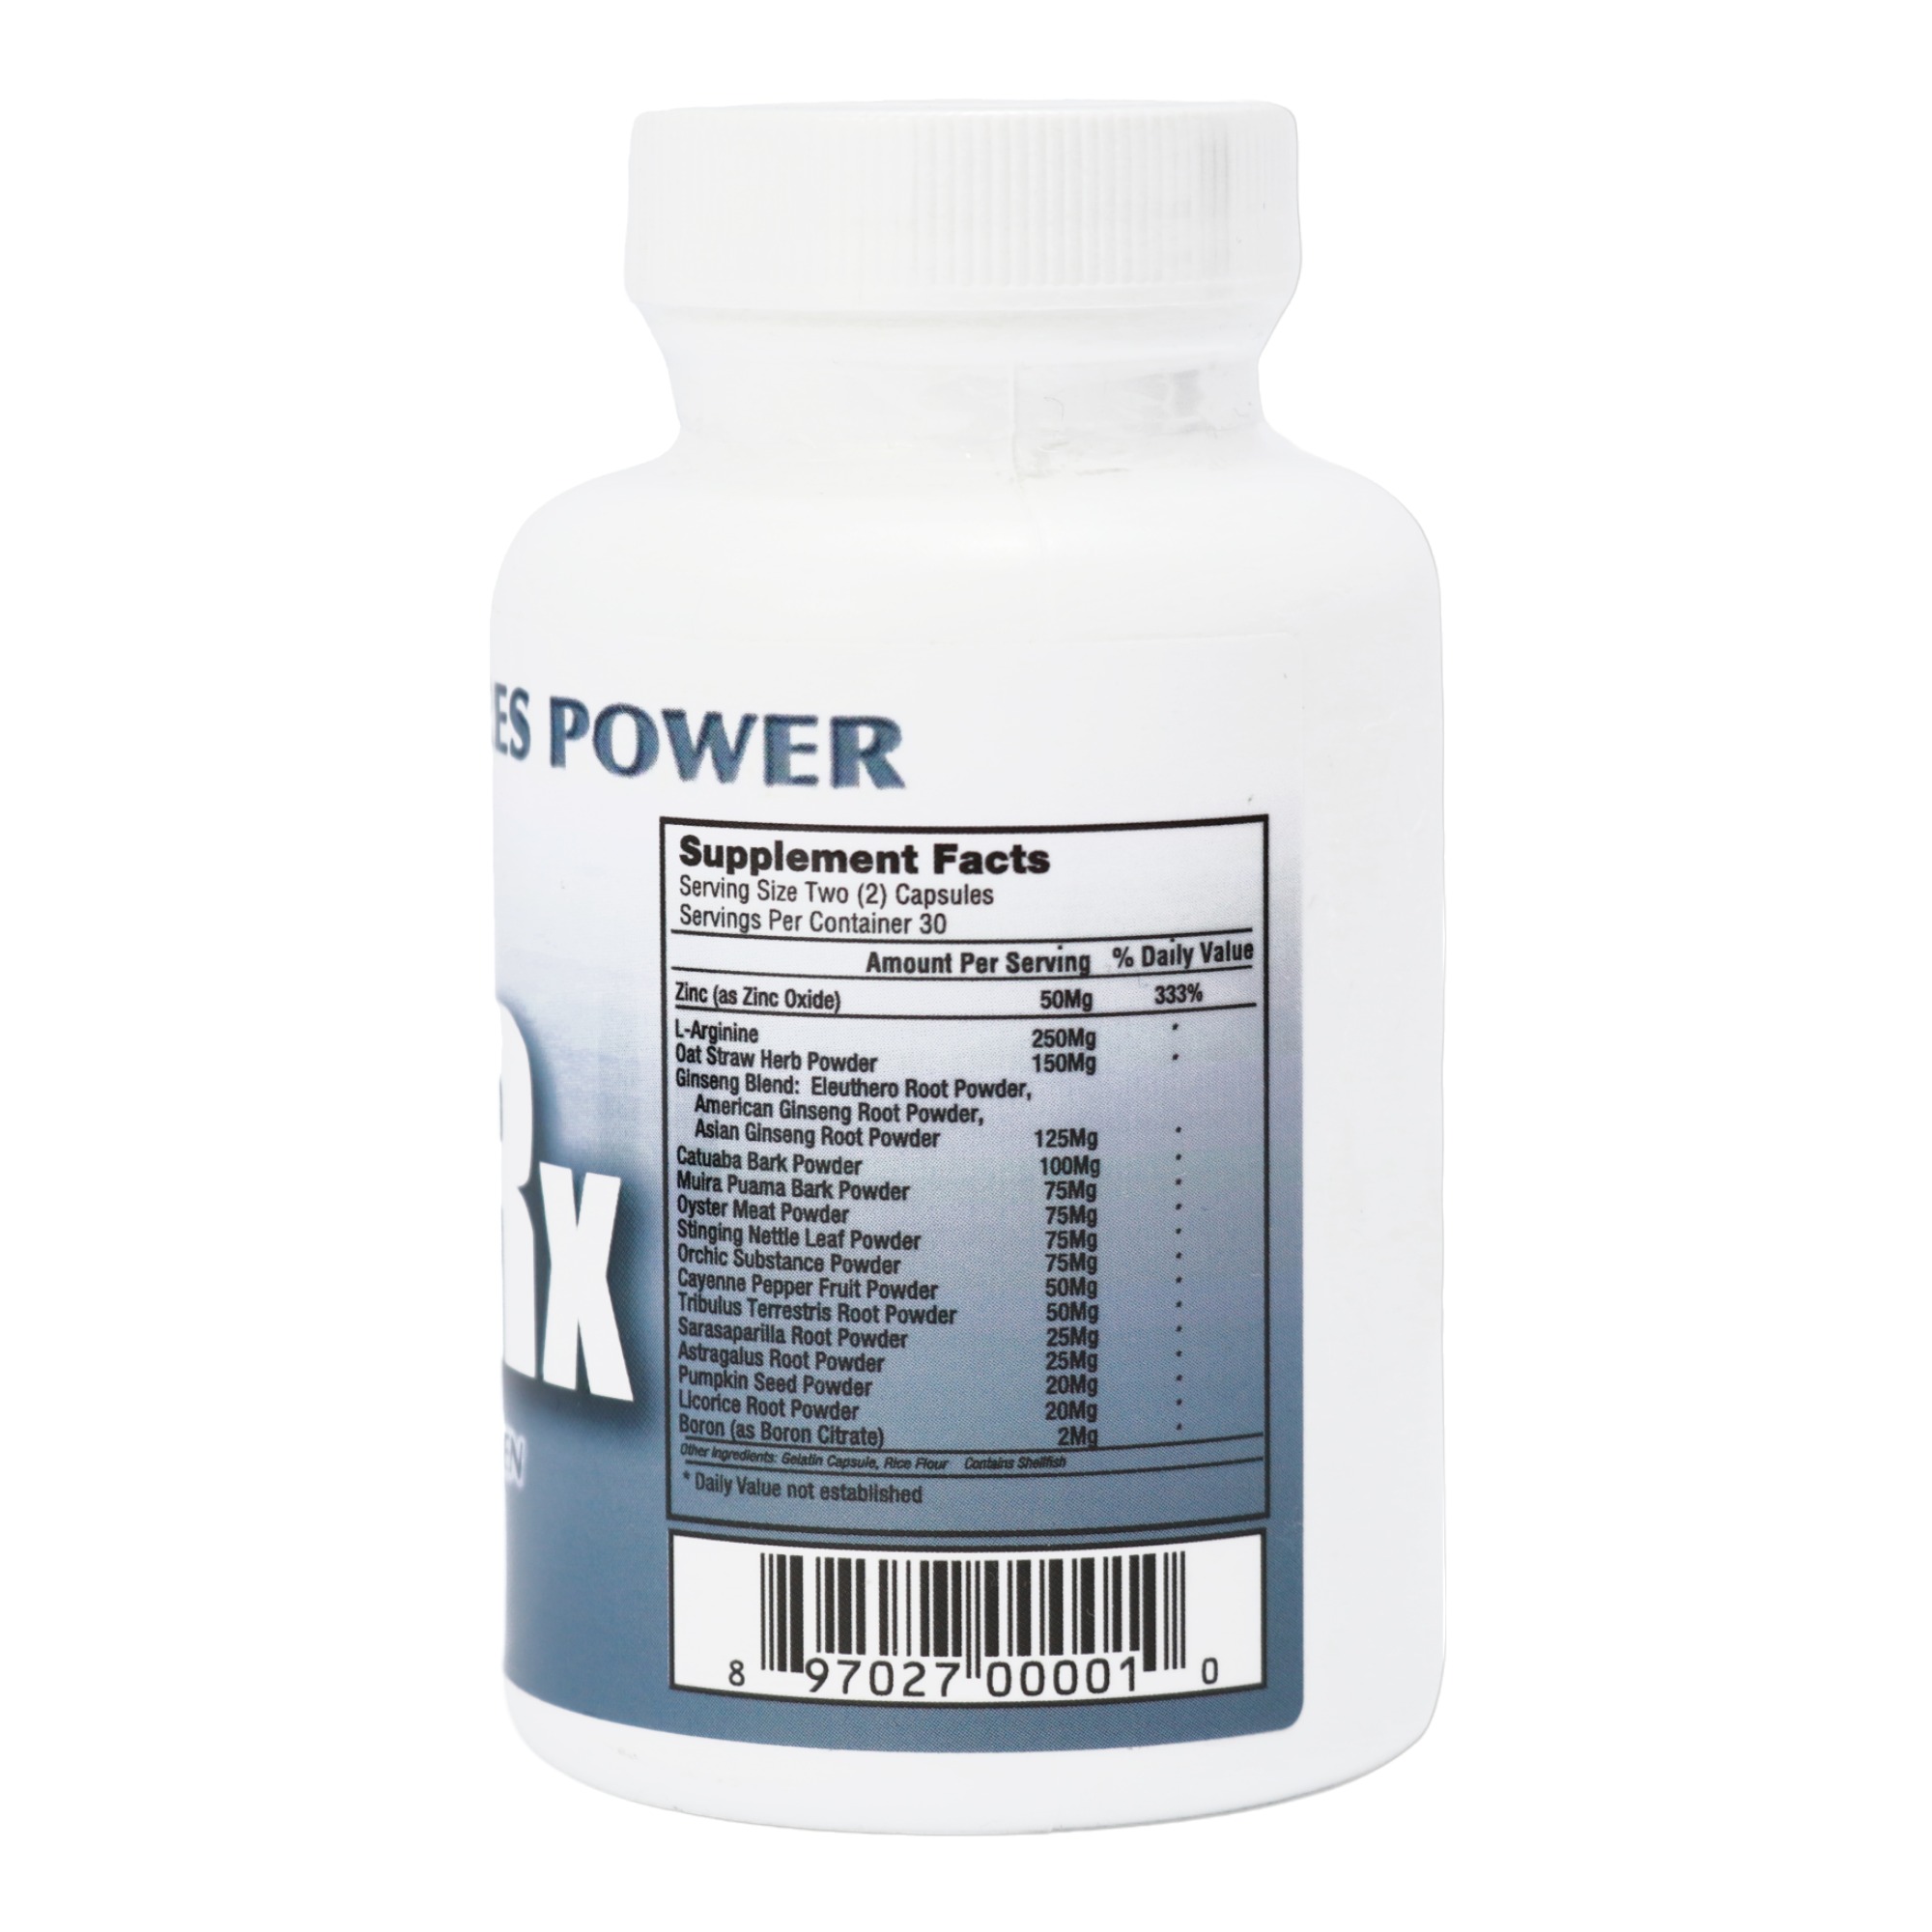 ES POWER
Rx
EN
Supplement Facts
Serving Size Two (2) Capsules
Servings Per Container 30
Amount Per Serving % Daily Value
Zinc (as Zinc Oxide) 50Mg 333%
L-Arginine 250Mg *
Oat Straw Herb Powder 150Mg *
Ginseng Blend: Eleuthero Root Powder,
American Ginseng Root Powder,
Asian Ginseng Root Powder 125Mg *
Catuaba Bark Powder 100Mg *
Muira Puama Bark Powder 75Mg *
Oyster Meat Powder 75Mg *
Stinging Nettle Leaf Powder 75Mg *
Orchic Substance Powder 75Mg *
Cayenne Pepper Fruit Powder 50Mg *
Tribulus Terrestris Root Powder 50Mg *
Sarasaparilla Root Powder 25Mg *
Astragalus Root Powder 25Mg *
Pumpkin Seed Powder 20Mg *
Licorice Root Powder 20Mg *
Boron (as Boron Citrate) 2Mg *
Other Ingredients: Gelatin Capsule, Rice Flour Contains Shellfish
* Daily Value not established
8 97027 00001 0